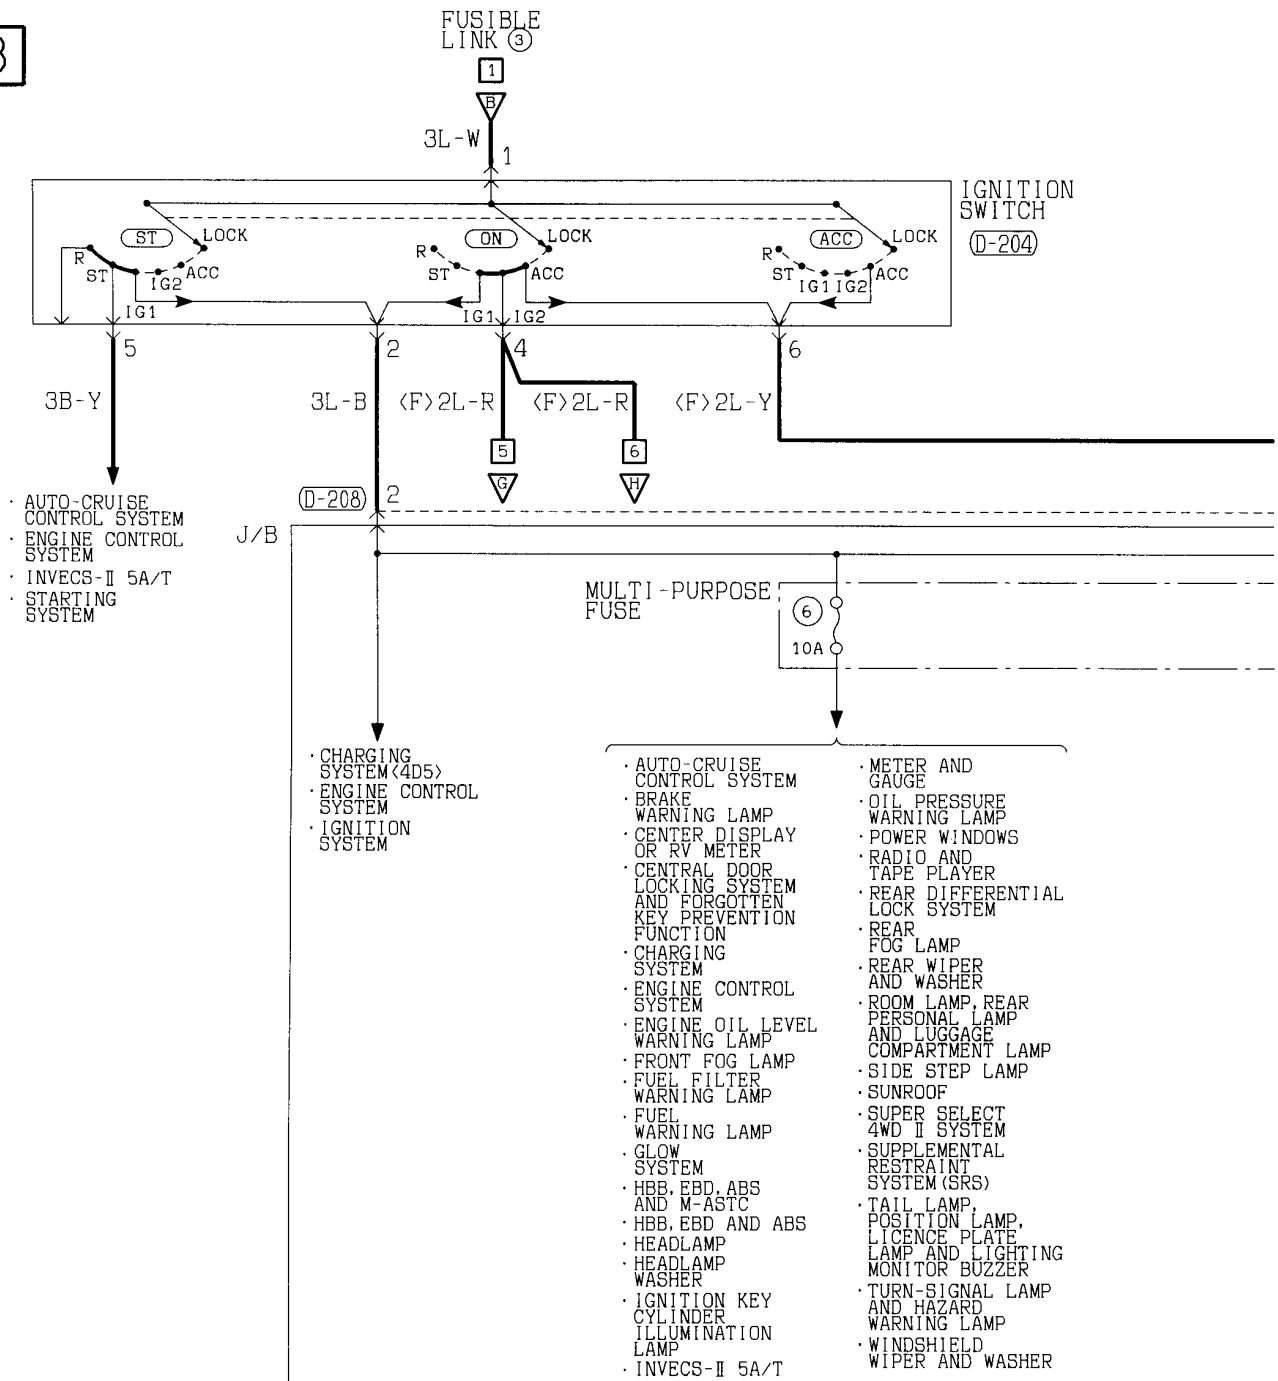 FUSIBLE
LINK ③
1
B
3L-W
1
IGNITION
SWITCH
(D-204)
ST
LOCK
R
ST
IG1
IG2
ACC
ON
LOCK
R
ST
IG1
IG2
ACC
ACC
LOCK
R
ST
IG1
IG2
ACC
5
2
4
6
3B-Y
3L-B
<F>2L-R
<F>2L-R
<F>2L-Y
5
6
G
H
(D-208)
2
J/B
· AUTO-CRUISE
CONTROL SYSTEM
· ENGINE CONTROL
SYSTEM
· INVECS-Ⅱ 5A/T
· STARTING
SYSTEM
MULTI-PURPOSE
FUSE
⑥
10A
· CHARGING
SYSTEM<4D5>
· ENGINE CONTROL
SYSTEM
· IGNITION
SYSTEM
· AUTO-CRUISE
CONTROL SYSTEM
· BRAKE
WARNING LAMP
· CENTER DISPLAY
OR RV METER
· CENTRAL DOOR
LOCKING SYSTEM
AND FORGOTTEN
KEY PREVENTION
FUNCTION
· CHARGING
SYSTEM
· ENGINE CONTROL
SYSTEM
· ENGINE OIL LEVEL
WARNING LAMP
· FRONT FOG LAMP
· FUEL FILTER
WARNING LAMP
· FUEL
WARNING LAMP
· GLOW
SYSTEM
· HBB, EBD, ABS
AND M-ASTC
· HBB, EBD AND ABS
· HEADLAMP
· HEADLAMP
WASHER
· IGNITION KEY
CYLINDER
ILLUMINATION
LAMP
· INVECS-Ⅱ 5A/T
· METER AND
GAUGE
· OIL PRESSURE
WARNING LAMP
· POWER WINDOWS
· RADIO AND
TAPE PLAYER
· REAR DIFFERENTIAL
LOCK SYSTEM
· REAR
FOG LAMP
· REAR WIPER
AND WASHER
· ROOM LAMP, REAR
PERSONAL LAMP
AND LUGGAGE
COMPARTMENT LAMP
· SIDE STEP LAMP
· SUNROOF
· SUPER SELECT
4WD Ⅱ SYSTEM
· SUPPLEMENTAL
RESTRAINT
SYSTEM(SRS)
· TAIL LAMP,
POSITION LAMP,
LICENCE PLATE
LAMP AND LIGHTING
MONITOR BUZZER
· TURN-SIGNAL LAMP
AND HAZARD
WARNING LAMP
· WINDSHIELD
WIPER AND WASHER